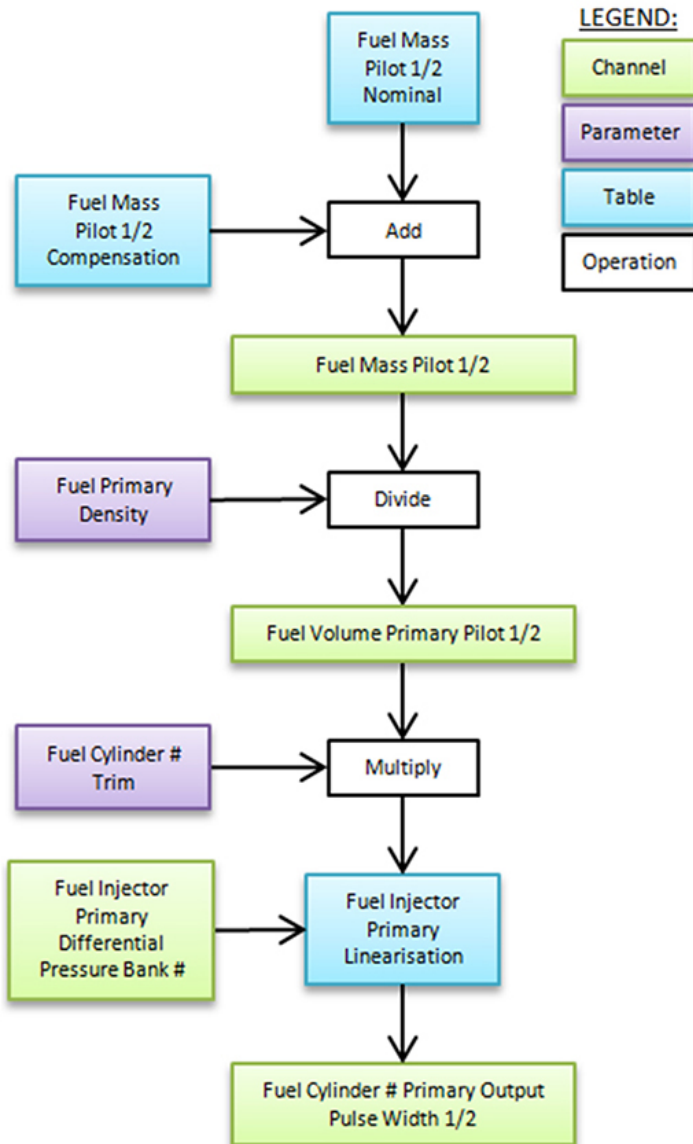 Fuel Mass
Pilot 1/2
Nominal
LEGEND:
Channel
Parameter
Table
Operation
Fuel Mass
Pilot 1/2
Compensation
Add
Fuel Mass Pilot 1/2
Fuel Primary
Density
Divide
Fuel Volume Primary Pilot 1/2
Fuel Cylinder #
Trim
Multiply
Fuel Injector
Primary
Differential
Pressure Bank #
Fuel Injector
Primary
Linearisation
Fuel Cylinder # Primary Output
Pulse Width 1/2